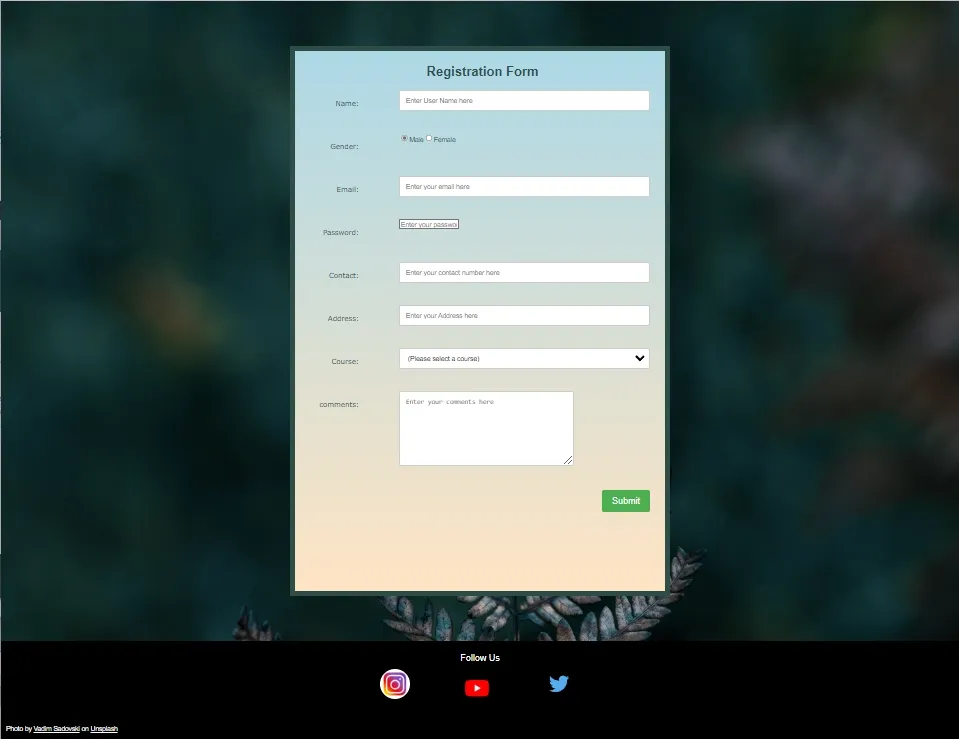 Registration Form
Name: Enter User Name here
Gender: Male Female
Email: Enter your email here
Password: Enter your passwo
Contact: Enter your contact number here
Address: Enter your Address here
Course: (Please select a course)
comments: Enter your comments here
Submit
Follow Us
Photo by Vadim Sadovski on Unsplash